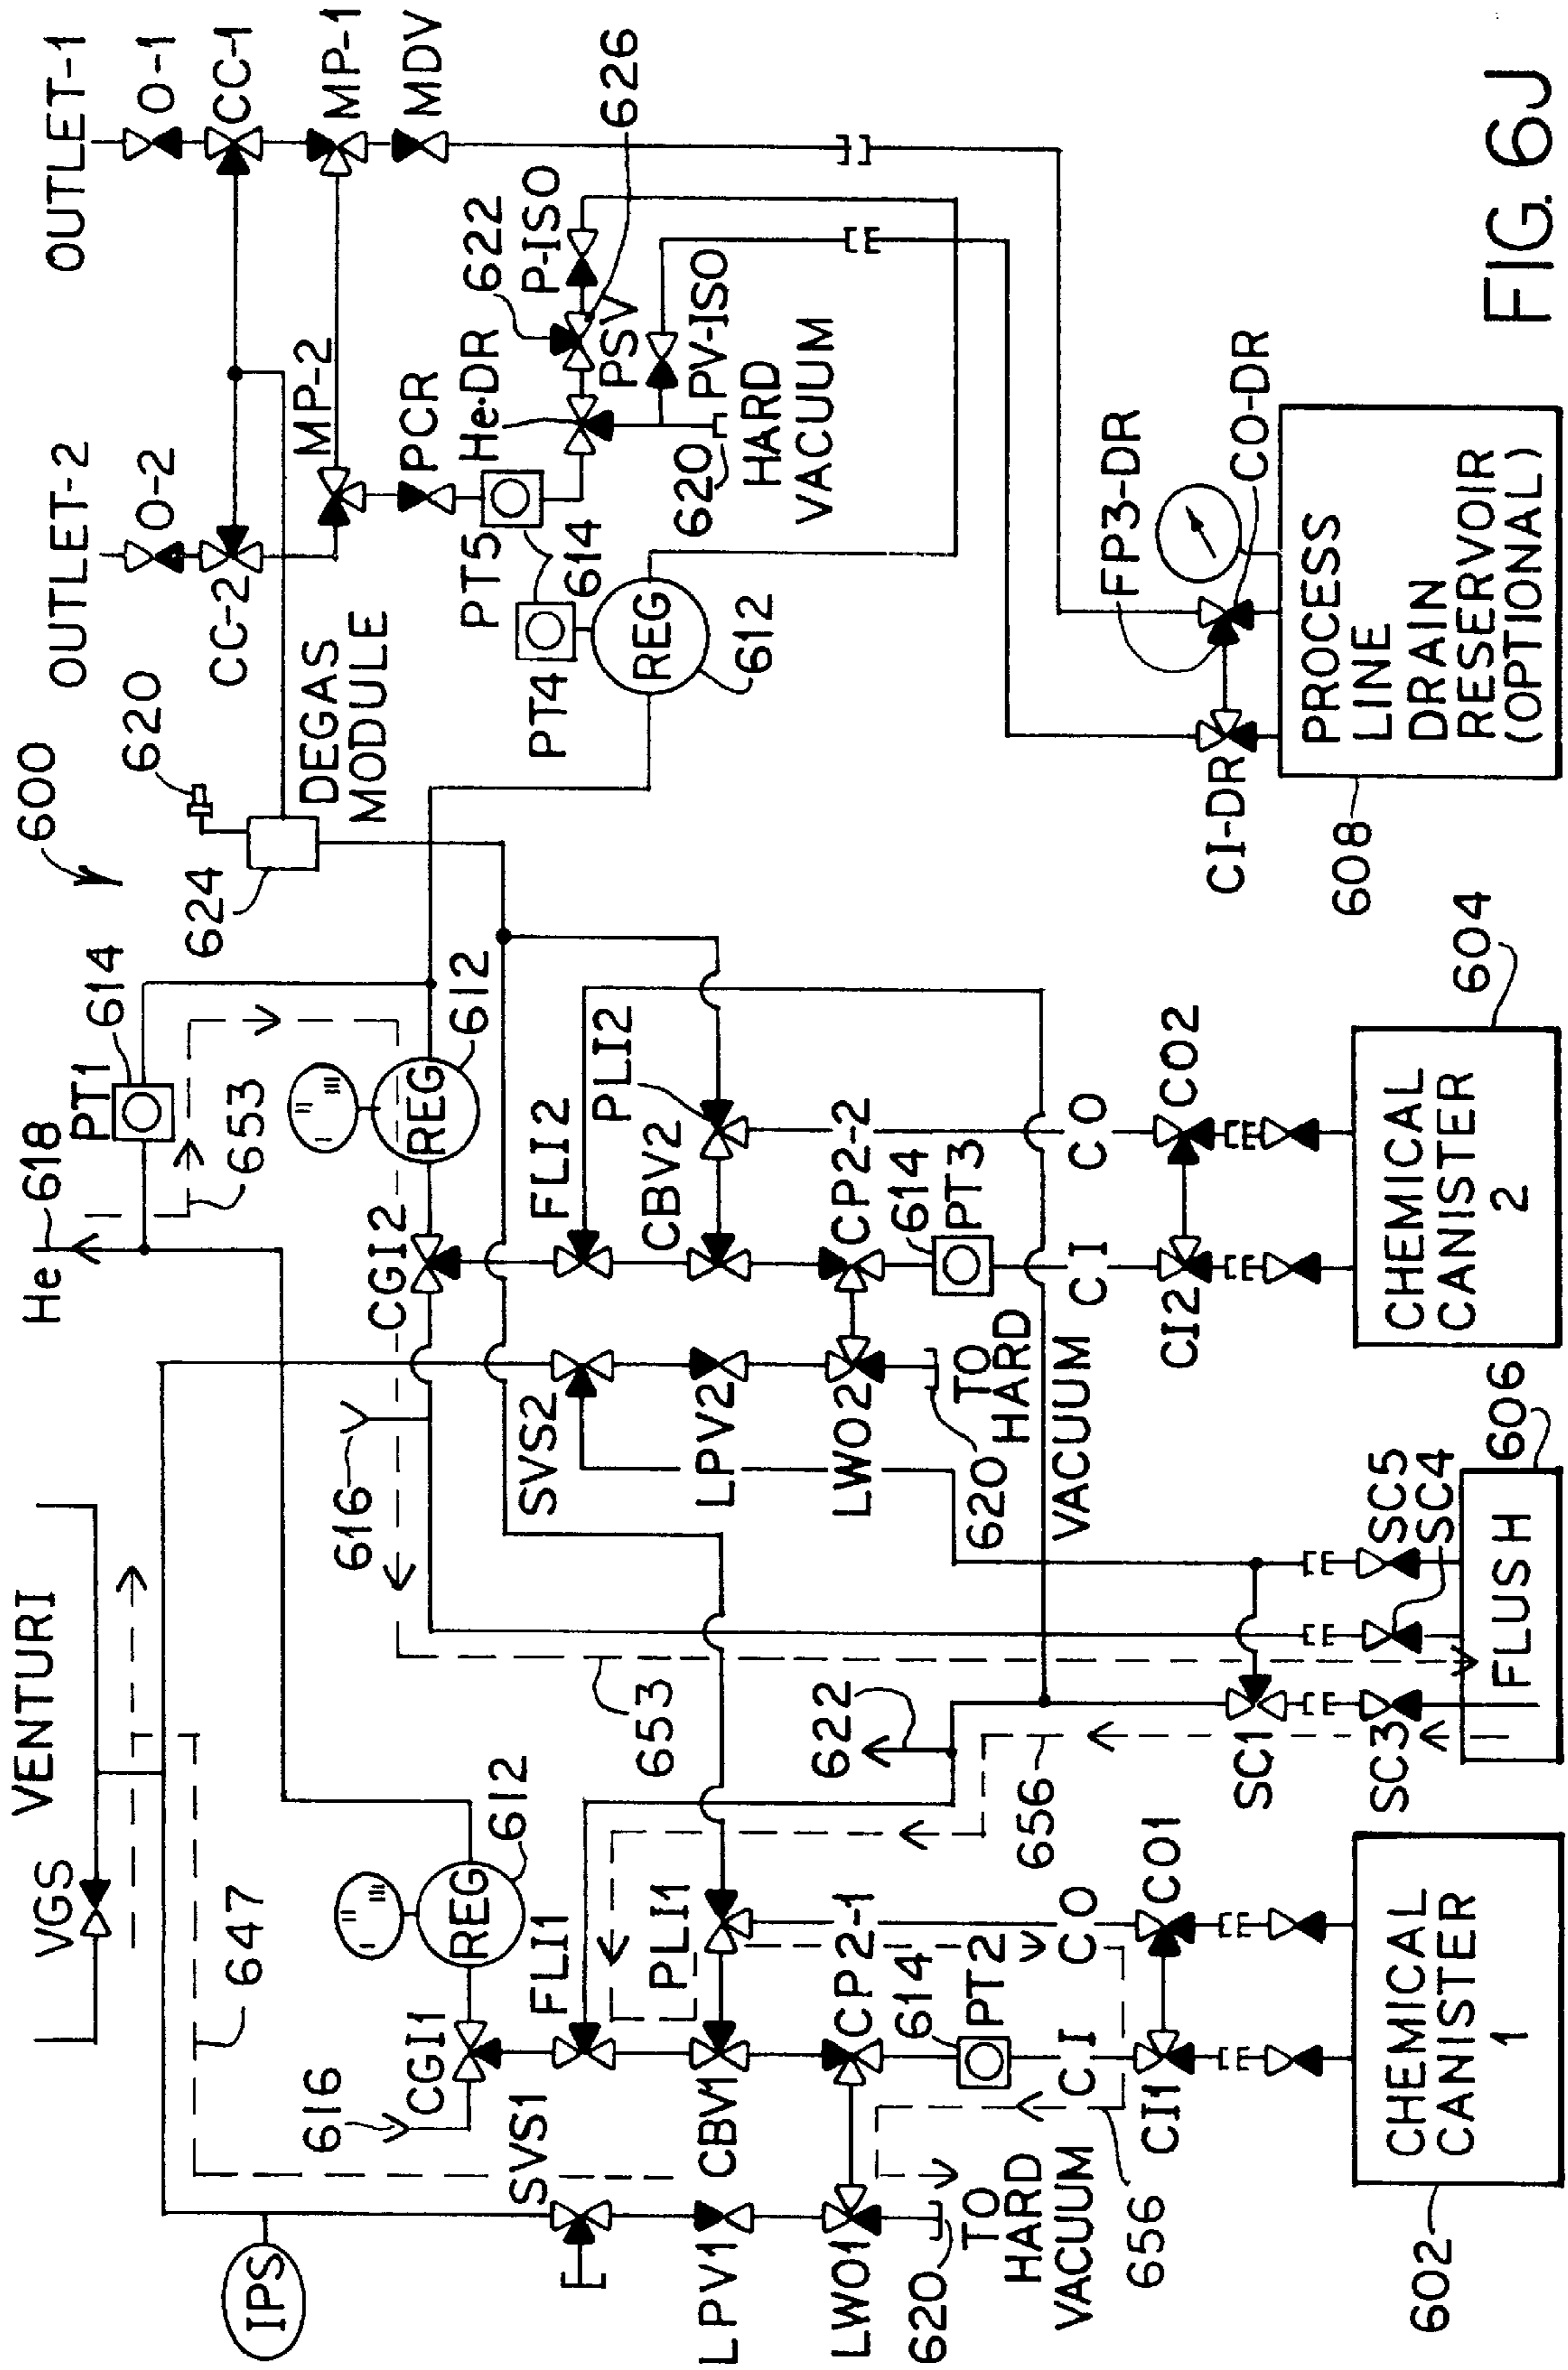 VENTURI
VGS
647
IPS
616
CGI1
REG
612
SVS1
FLI1
PLI1
LPV1
CBV1
LWO1
CP2-1
614
PT2
620
TO
HARD
VACUUM
656
CI
CO
CI1
CO1
CHEMICAL
CANISTER
1
602
656
622
653
SC1
SC3
SC4
SC5
FLUSH
606
616
He
618
PT1
614
653
CGI2
REG
612
SVS2
FLI2
PLI2
LPV2
CBV2
LWO2
CP2-2
614
PT3
620
TO
HARD
VACUUM
CI
CO
CI2
CO2
CHEMICAL
CANISTER
2
604
600
620
624
DEGAS
MODULE
OUTLET-2
O-2
CC-2
MP-2
OUTLET-1
O-1
CC-1
MP-1
MDV
PCR
PT5
He·DR
622
P-ISO
626
PSV
PV-ISO
614
620
HARD
VACUUM
PT4
REG
612
FP3-DR
CO-DR
CI-DR
PROCESS
LINE
DRAIN
RESERVOIR
(OPTIONAL)
608
FIG. 6J